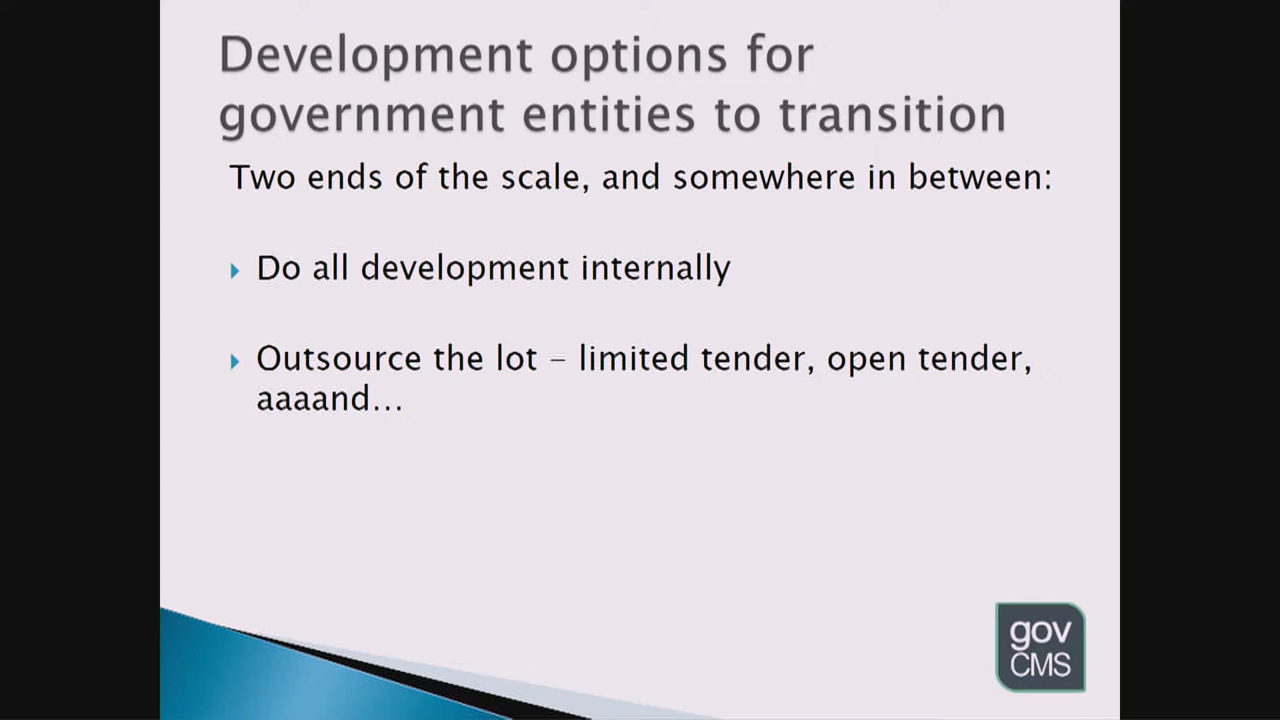 Development options for
government entities to transition
Two ends of the scale, and somewhere in between:
Do all development internally
Outsource the lot – limited tender, open tender,
aaaand…
gov
CMS